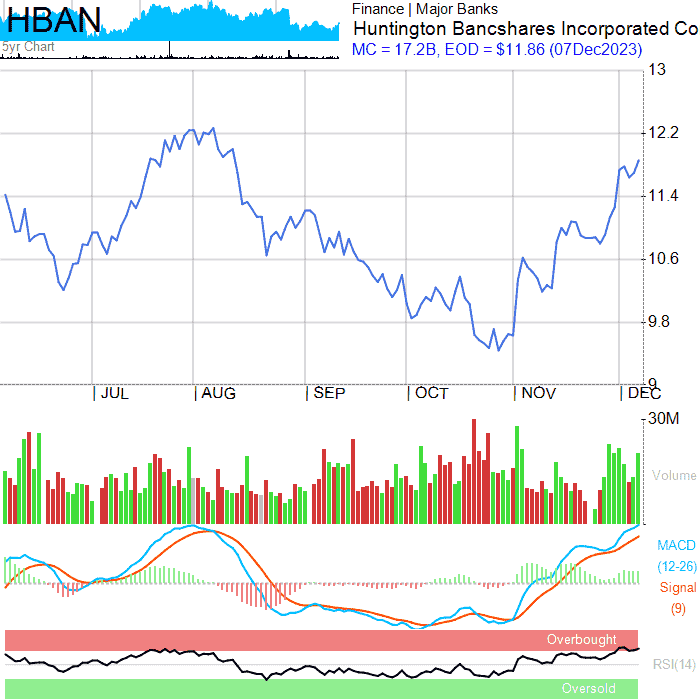 HBAN
5yr Chart
Finance | Major Banks
Huntington Bancshares Incorporated Co
MC = 17.2B, EOD = $11.86 (07Dec2023)
13
12.2
11.4
10.6
9.8
9
JUL
AUG
SEP
OCT
NOV
DEC
30M
Volume
MACD
(12-26)
Signal
(9)
Overbought
RSI(14)
Oversold